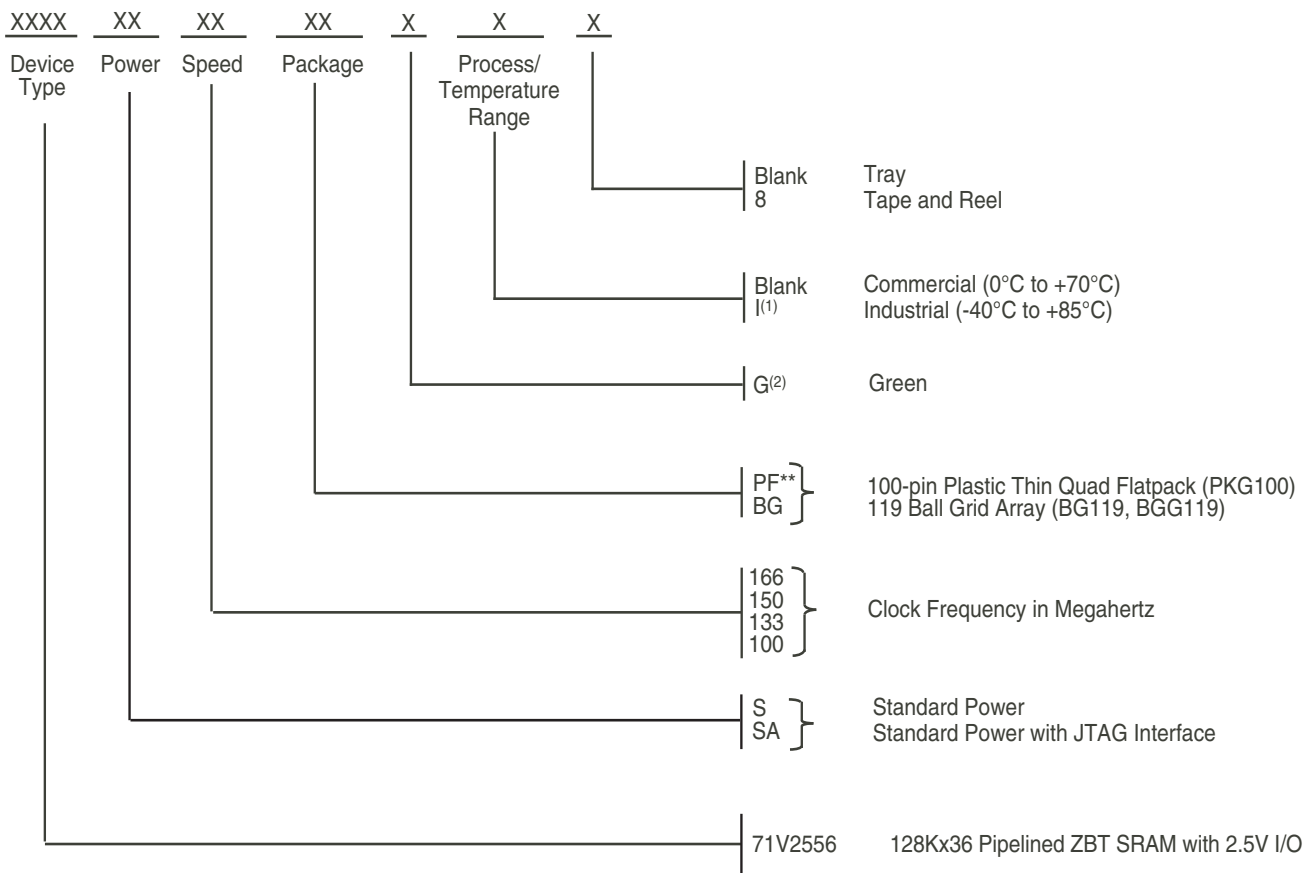 XXXX XX XX XX X X X
Device Type Power Speed Package Process/ Temperature Range
Blank Tray
8 Tape and Reel
Blank Commercial (0°C to +70°C)
I(1) Industrial (-40°C to +85°C)
G(2) Green
PF** 100-pin Plastic Thin Quad Flatpack (PKG100)
BG 119 Ball Grid Array (BG119, BGG119)
166
150
133
100
Clock Frequency in Megahertz
S Standard Power
SA Standard Power with JTAG Interface
71V2556 128Kx36 Pipelined ZBT SRAM with 2.5V I/O